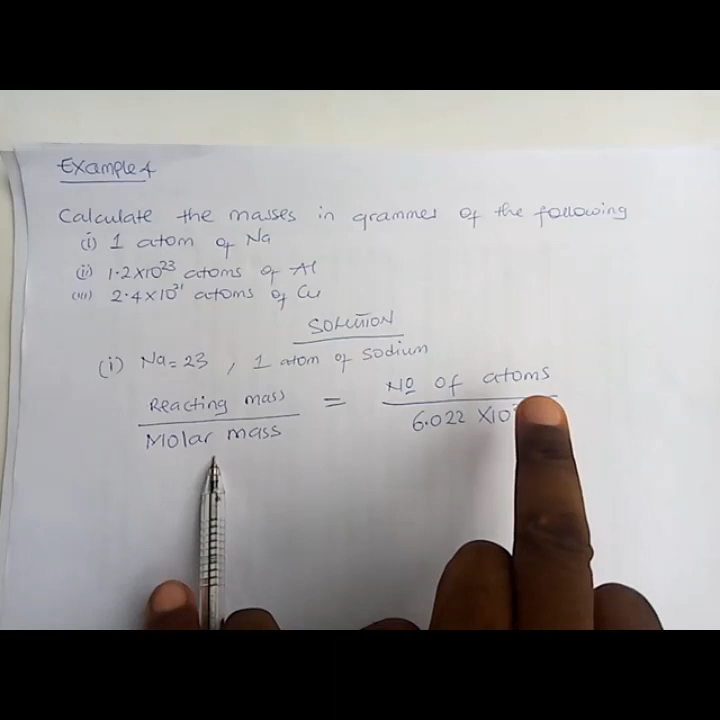 Example 4
Calculate the masses in grammes of the following
(i) 1 atom of Na
(ii) 1.2×10²³ atoms of Al
(iii) 2.4×10²¹ atoms of Cu
SOLUTION
(i) Na = 23 , 1 atom of sodium
Reacting mass = Nº of atoms
Molar mass 6.022 ×10